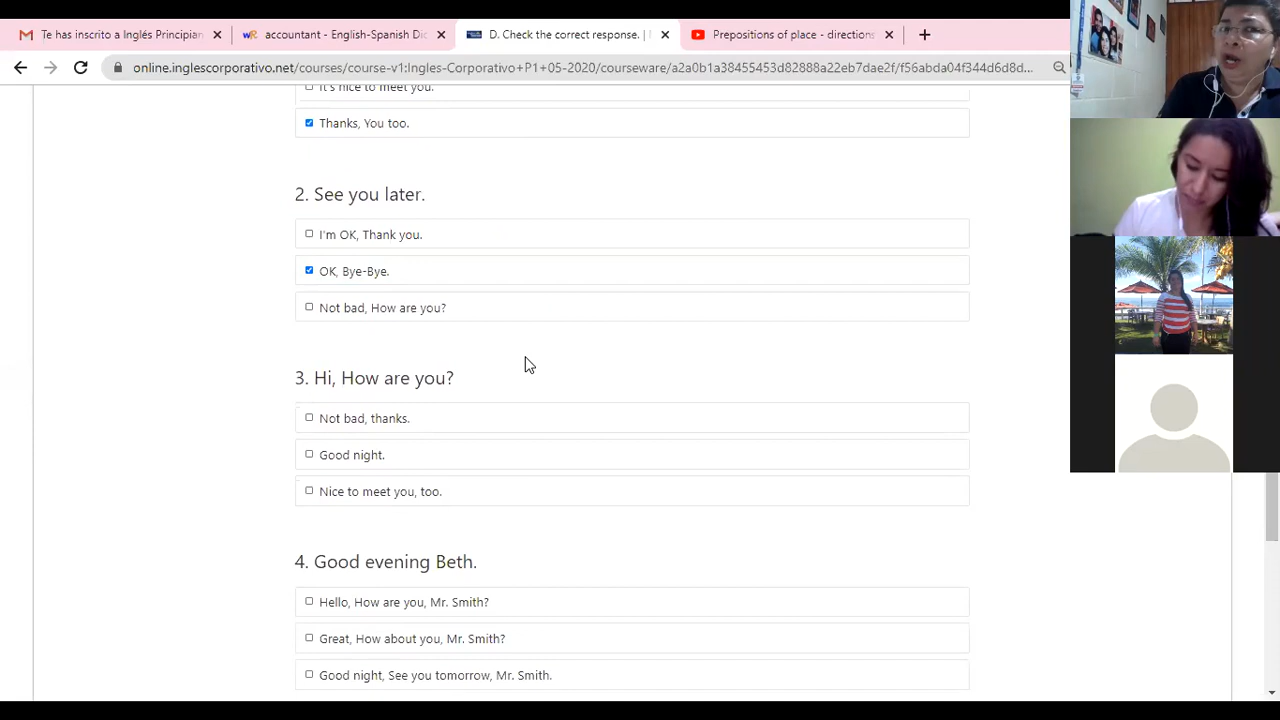 Te has inscrito a Inglés Principian
accountant - English-Spanish Dic
D. Check the correct response. |
Prepositions of place - directions
online.inglescorporativo.net/courses/course-v1:Ingles-Corporativo+P1+05-2020/courseware/a2a0b1a38455453d82888a22eb7dae2f/f56abda04f344d6d8d...
It's nice to meet you.
Thanks, You too.
2. See you later.
I'm OK, Thank you.
OK, Bye-Bye.
Not bad, How are you?
3. Hi, How are you?
Not bad, thanks.
Good night.
Nice to meet you, too.
4. Good evening Beth.
Hello, How are you, Mr. Smith?
Great, How about you, Mr. Smith?
Good night, See you tomorrow, Mr. Smith.